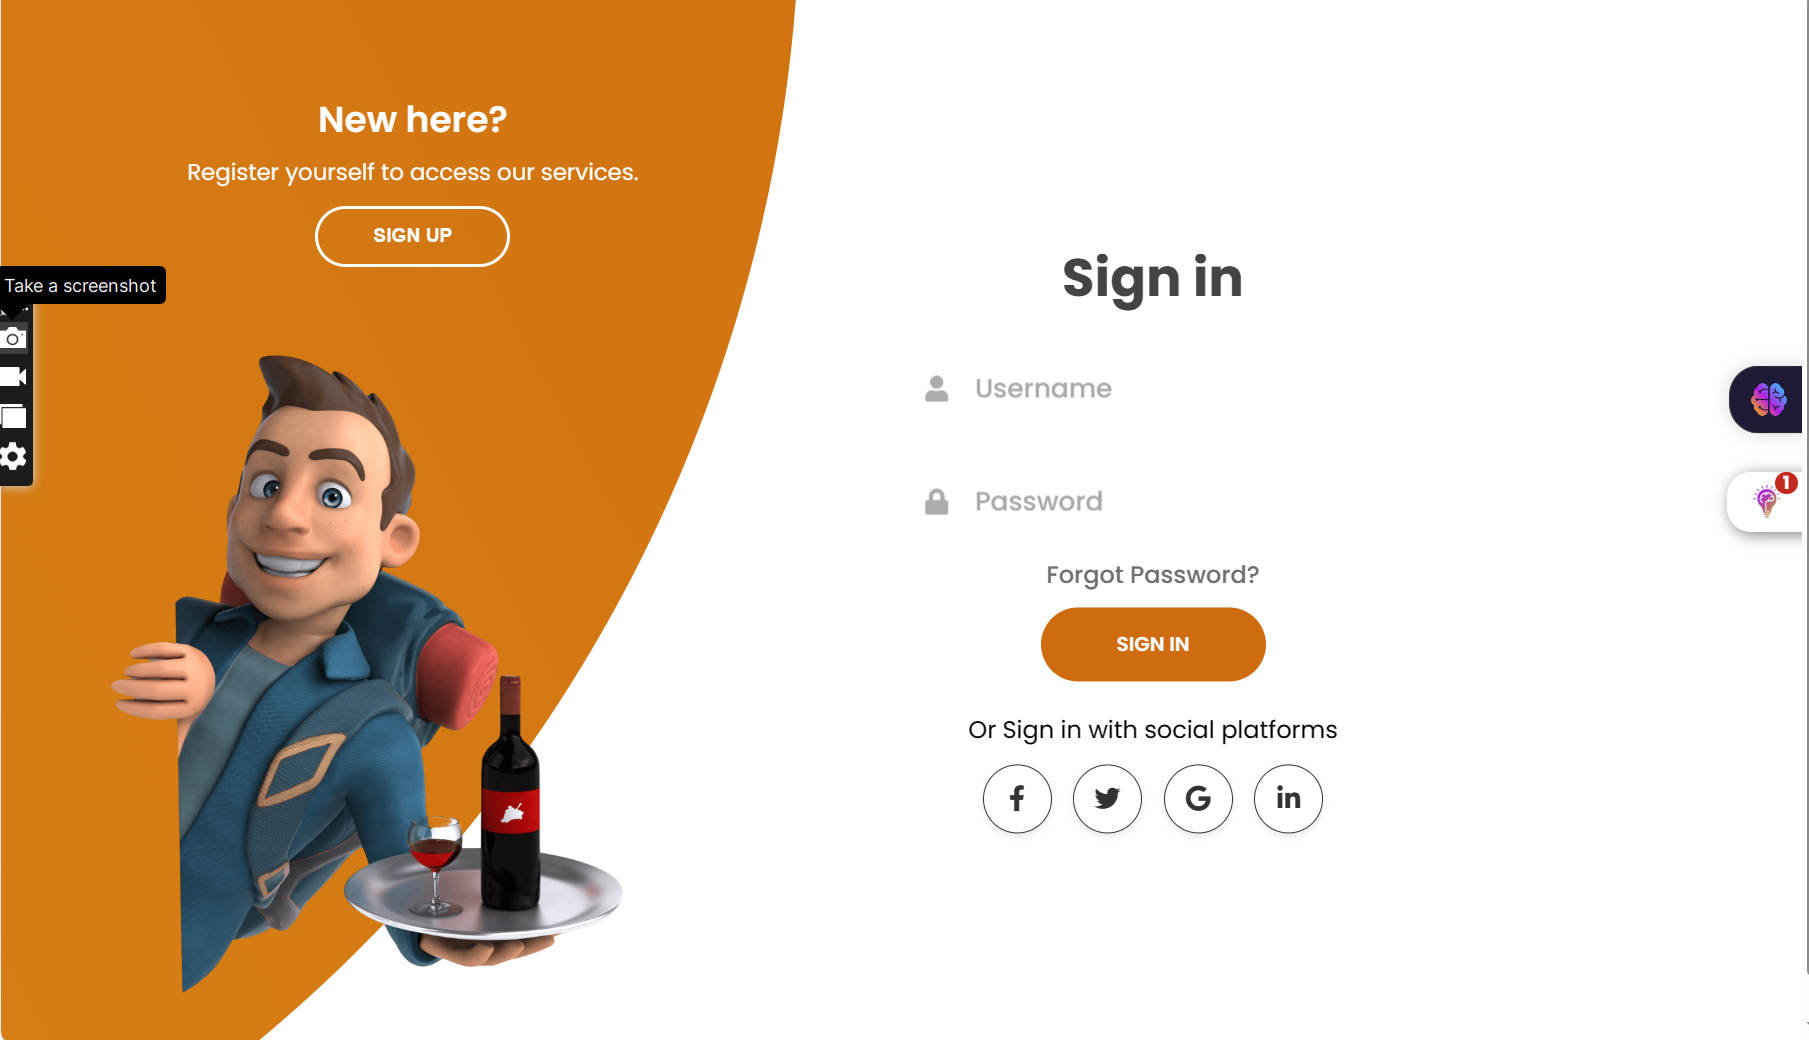 New here?
Register yourself to access our services.
SIGN UP
Take a screenshot
Sign in
Username
Password
Forgot Password?
SIGN IN
Or Sign in with social platforms
1